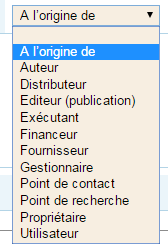 A l'origine de
A l'origine de
Auteur
Distributeur
Editeur (publication)
Exécutant
Financeur
Fournisseur
Gestionnaire
Point de contact
Point de recherche
Propriétaire
Utilisateur